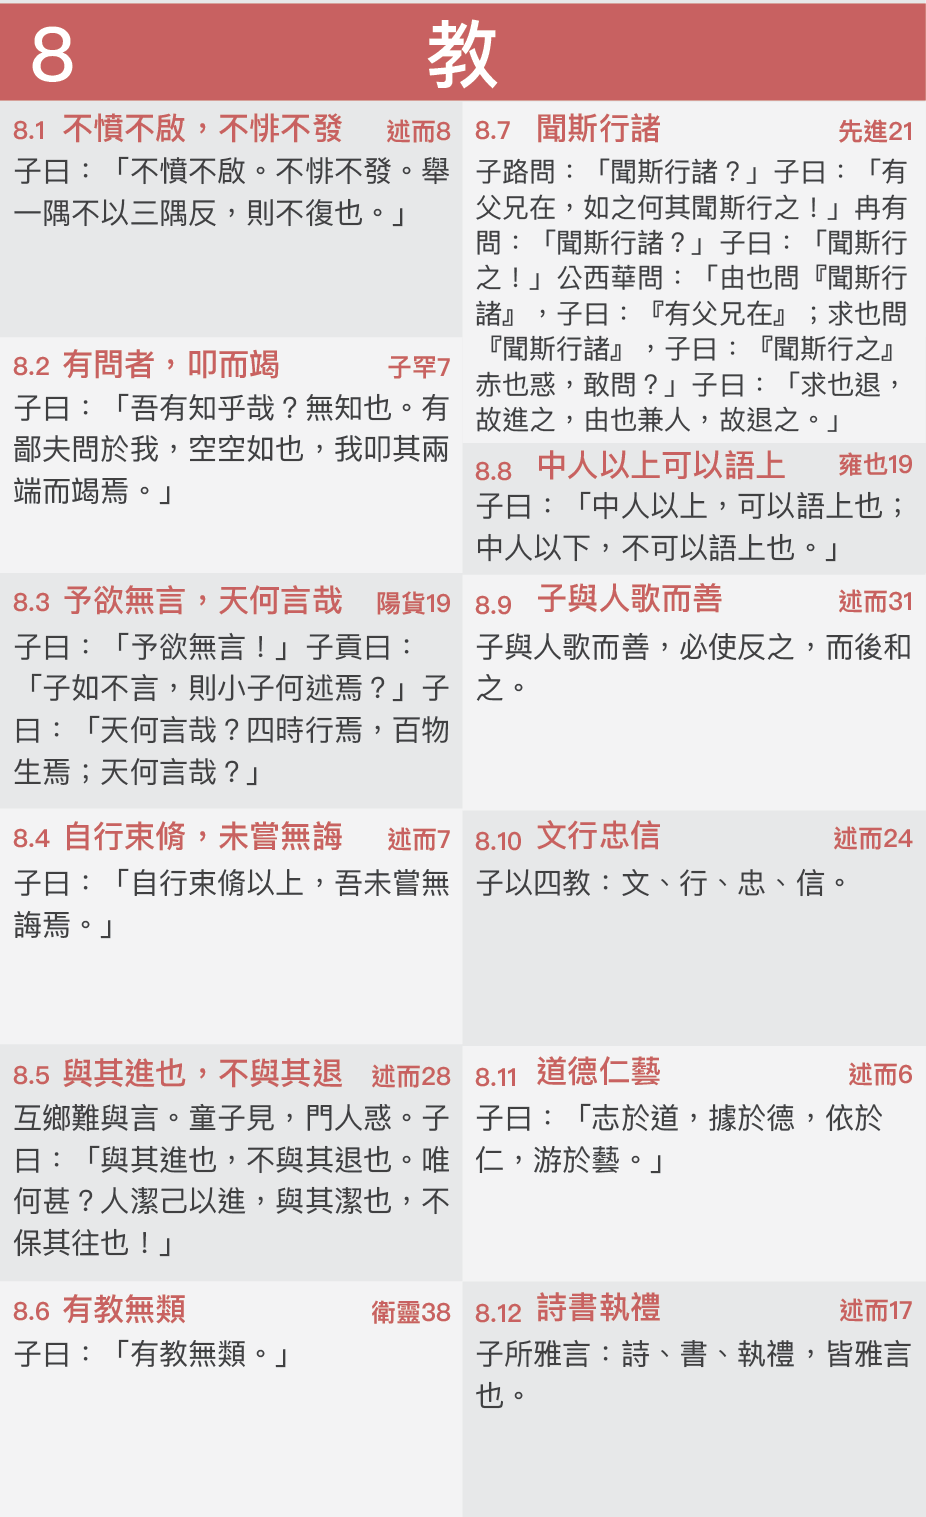 8 教
8.1 不憤不啟，不悱不發 述而8
子曰：「不憤不啟。不悱不發。舉
一隅不以三隅反，則不復也。」
8.2 有問者，叩而竭 子罕7
子曰：「吾有知乎哉？無知也。有
鄙夫問於我，空空如也，我叩其兩
端而竭焉。」
8.3 予欲無言，天何言哉 陽貨19
子曰：「予欲無言！」子貢曰：
「子如不言，則小子何述焉？」子
曰：「天何言哉？四時行焉，百物
生焉；天何言哉？」
8.4 自行束脩，未嘗無誨 述而7
子曰：「自行束脩以上，吾未嘗無
誨焉。」
8.5 與其進也，不與其退 述而28
互鄉難與言。童子見，門人惑。子
曰：「與其進也，不與其退也。唯
何甚？人潔己以進，與其潔也，不
保其往也！」
8.6 有教無類 衛靈38
子曰：「有教無類。」
8.7 聞斯行諸 先進21
子路問：「聞斯行諸？」子曰：「有
父兄在，如之何其聞斯行之！」冉有
問：「聞斯行諸？」子曰：「聞斯行
之！」公西華問：「由也問『聞斯行
諸』，子曰：『有父兄在』；求也問
『聞斯行諸』，子曰：『聞斯行之』
赤也惑，敢問？」子曰：「求也退，
故進之，由也兼人，故退之。」
8.8 中人以上可以語上 雍也19
子曰：「中人以上，可以語上也；
中人以下，不可以語上也。」
8.9 子與人歌而善 述而31
子與人歌而善，必使反之，而後和
之。
8.10 文行忠信 述而24
子以四教：文、行、忠、信。
8.11 道德仁藝 述而6
子曰：「志於道，據於德，依於
仁，游於藝。」
8.12 詩書執禮 述而17
子所雅言：詩、書、執禮，皆雅言
也。